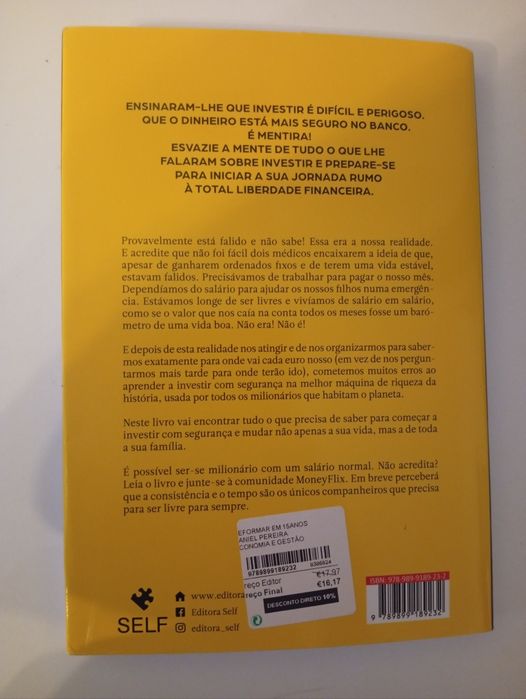 ENSINARAM-LHE QUE INVESTIR É DIFÍCIL E PERIGOSO.
QUE O DINHEIRO ESTÁ MAIS SEGURO NO BANCO.
É MENTIRA!
ESVAZIE A MENTE DE TUDO O QUE LHE
FALARAM SOBRE INVESTIR E PREPARE-SE
PARA INICIAR A SUA JORNADA RUMO
À TOTAL LIBERDADE FINANCEIRA.
Provavelmente está falido e não sabe! Essa era a nossa realidade.
E acredite que não foi fácil dois médicos encaixarem a ideia de que,
apesar de ganharem ordenados fixos e de terem uma vida estável,
estavam falidos. Precisávamos de trabalhar para pagar o nosso mês.
Dependíamos do salário para ajudar os nossos filhos numa emergên-
cia. Estávamos longe de ser livres e vivíamos de salário em salário,
como se o valor que nos caía na conta todos os meses fosse um baró-
metro de uma vida boa. Não era! Não é!
E depois de esta realidade nos atingir e de nos organizarmos para saber-
mos exatamente para onde vai cada euro nosso (em vez de nos pergun-
tarmos mais tarde para onde terão ido), cometemos muitos erros ao
aprender a investir com segurança na melhor máquina de riqueza da
história, usada por todos os milionários que habitam o planeta.
Neste livro vai encontrar tudo o que precisa de saber para começar a
investir com segurança e mudar não apenas a sua vida, mas a de toda
a sua família.
É possível ser-se milionário com um salário normal. Não acredita?
Leia o livro e junte-se à comunidade MoneyFlix. Em breve perceberá
que a consistência e o tempo são os únicos companheiros que precisa
para ser livre para sempre.
EFORMAR EM 15ANOS
ANIEL PEREIRA
CONOMIA E GESTÃO
9789899189232
€17,97
reço Editor
reço Final €16,17
DESCONTO DIRETO 10%
SELF
www.editora
Editora Self
editora_self
ISBN: 978-989-9189-23-2
9 789899 189232